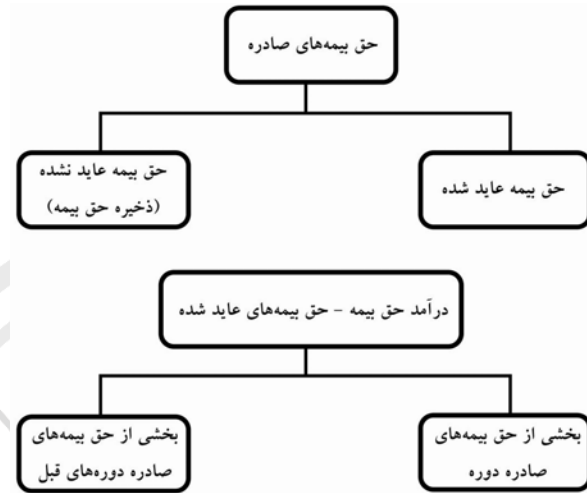 حق بیمه‌های صادره
حق بیمه عاید شده
حق بیمه عاید نشده
(ذخیره حق بیمه)
درآمد حق بیمه - حق بیمه‌های عاید شده
بخشی از حق بیمه‌های
صادره دوره
بخشی از حق بیمه‌های
صادره دوره‌های قبل